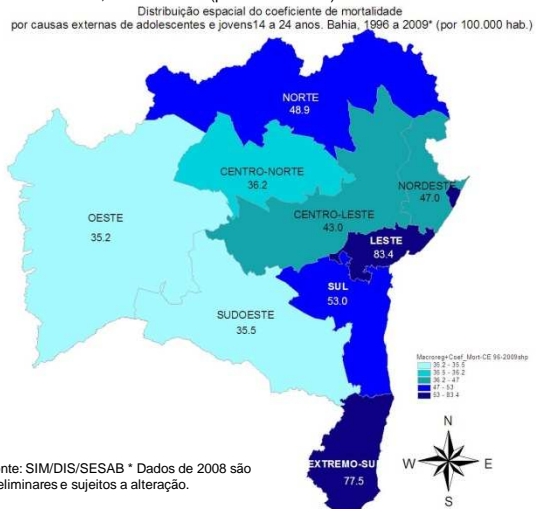 Distribuição espacial do coeficiente de mortalidade
por causas externas de adolescentes e jovens14 a 24 anos. Bahia, 1996 a 2009* (por 100.000 hab.)
NORTE
48.9
CENTRO-NORTE
36.2
NORDESTE
47.0
OESTE
35.2
CENTRO-LESTE
43.0
LESTE
83.4
SUL
53.0
SUDOESTE
35.5
Macroreg+Coef_Mort-CE 96-2009shp
35.2 - 35.5
35.5 - 36.2
36.2 - 47
47 - 53
53 - 83.4
EXTREMO-SU
77.5
N
W
E
S
nte: SIM/DIS/SESAB * Dados de 2008 são
eliminares e sujeitos a alteração.